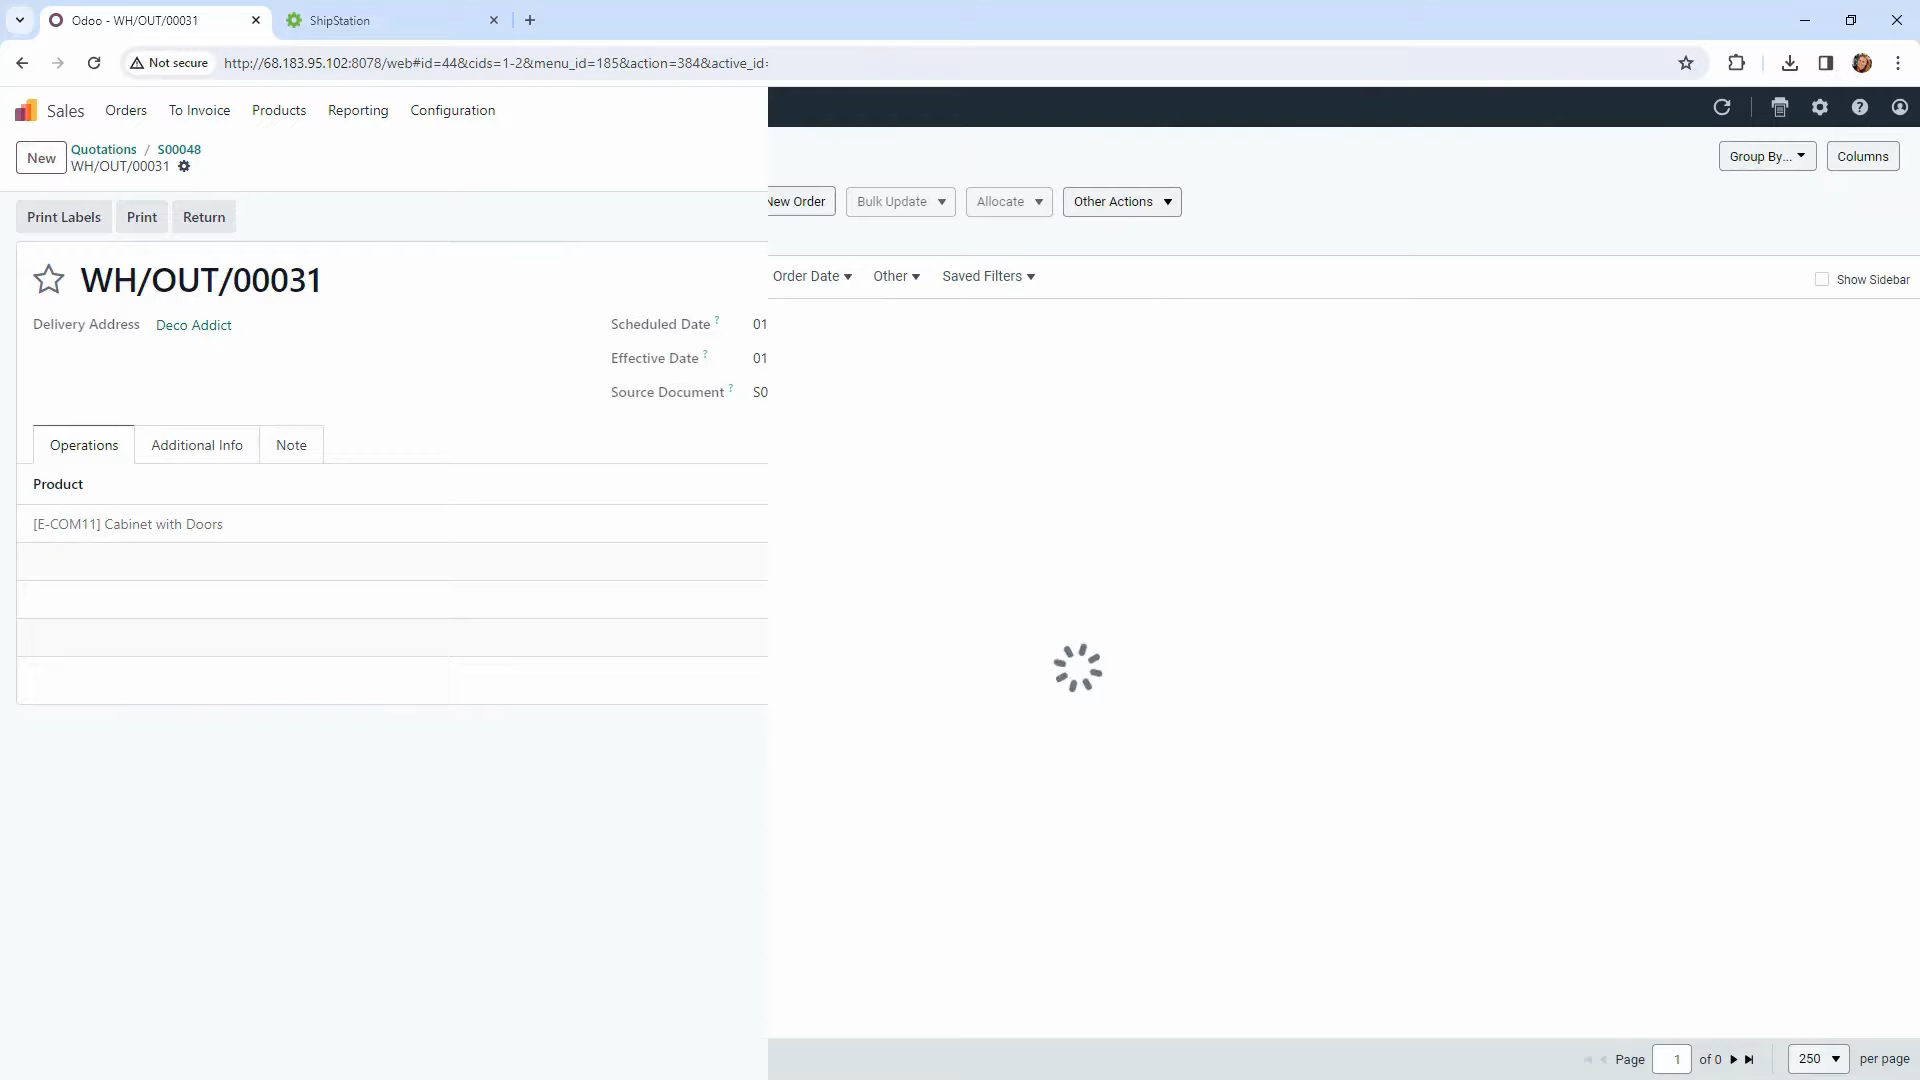 Odoo - WH/OUT/00031
ShipStation
Not secure
http://68.183.95.102:8078/web#id=44&cids=1-2&menu_id=185&action=384&active_id=
Sales
Orders
To Invoice
Products
Reporting
Configuration
New
Quotations / S00048
WH/OUT/00031
Group By...
Columns
Print Labels
Print
Return
New Order
Bulk Update
Allocate
Other Actions
WH/OUT/00031
Order Date
Other
Saved Filters
Show Sidebar
Delivery Address
Deco Addict
Scheduled Date ?
01
Effective Date ?
01
Source Document ?
S0
Operations
Additional Info
Note
Product
[E-COM11] Cabinet with Doors
Page 1 of 0
250
per page